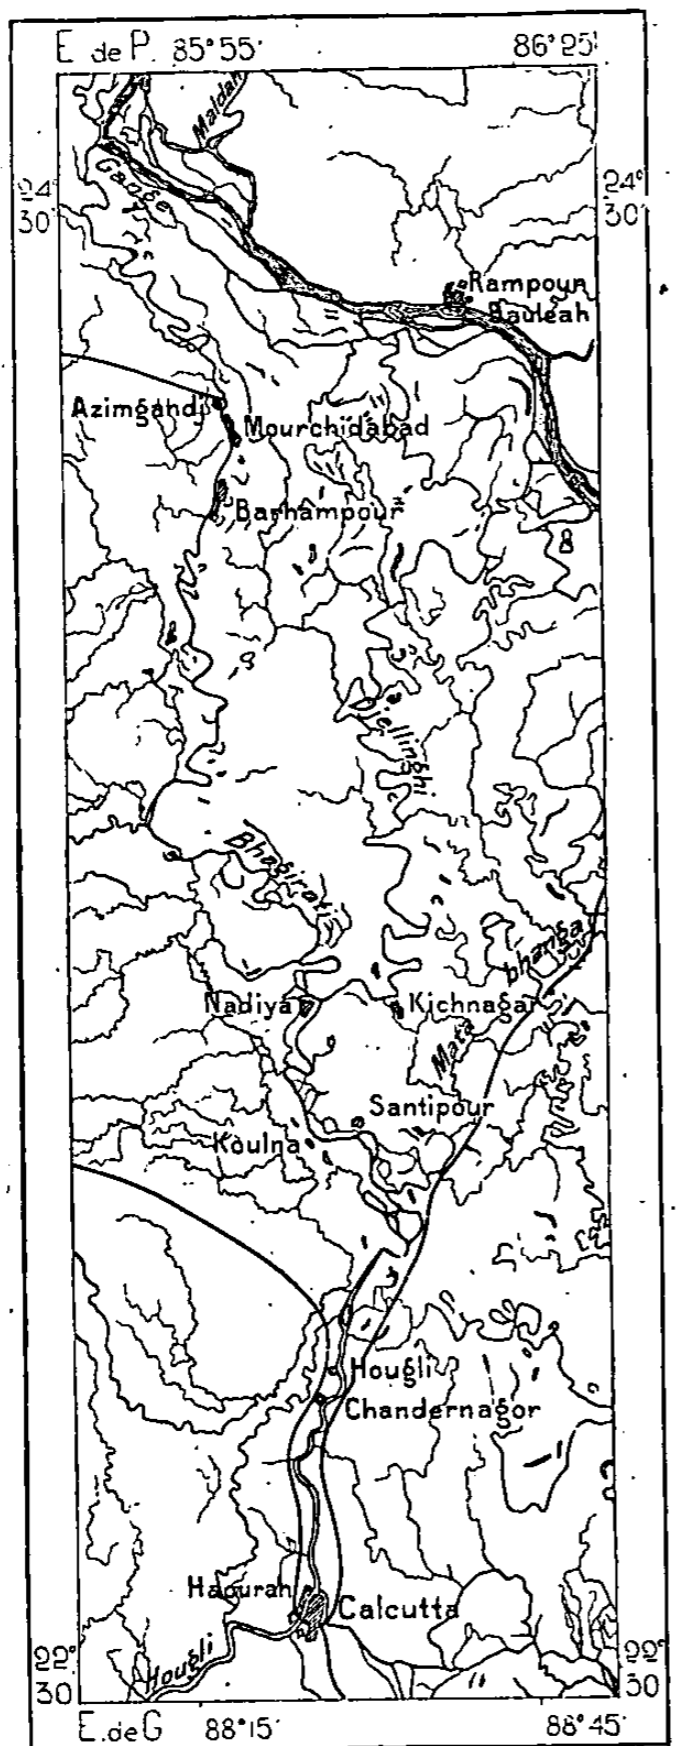 E de P. 85°55' 86°25'
Maldah
24° 30' 24° 30'
Gange
Rampour
Bauleah
Azimgandj
Mourchidabad
Barhâmpour
Djellinghi
Bhagirati
bhanga
Nadiya Kichnagar
Mata
Santipour
Koulna
Hougli
Chandernagor
Haourah
Calcutta
Hougli
22° 30' 22° 30'
E. de G 88°15' 88°45'